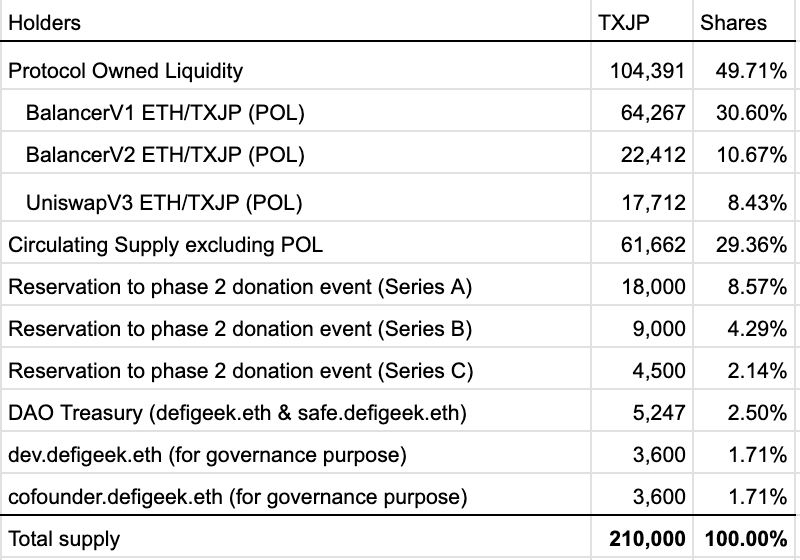 Holders TXJP Shares
Protocol Owned Liquidity 104,391 49.71%
BalancerV1 ETH/TXJP (POL) 64,267 30.60%
BalancerV2 ETH/TXJP (POL) 22,412 10.67%
UniswapV3 ETH/TXJP (POL) 17,712 8.43%
Circulating Supply excluding POL 61,662 29.36%
Reservation to phase 2 donation event (Series A) 18,000 8.57%
Reservation to phase 2 donation event (Series B) 9,000 4.29%
Reservation to phase 2 donation event (Series C) 4,500 2.14%
DAO Treasury (defigeek.eth & safe.defigeek.eth) 5,247 2.50%
dev.defigeek.eth (for governance purpose) 3,600 1.71%
cofounder.defigeek.eth (for governance purpose) 3,600 1.71%
Total supply 210,000 100.00%